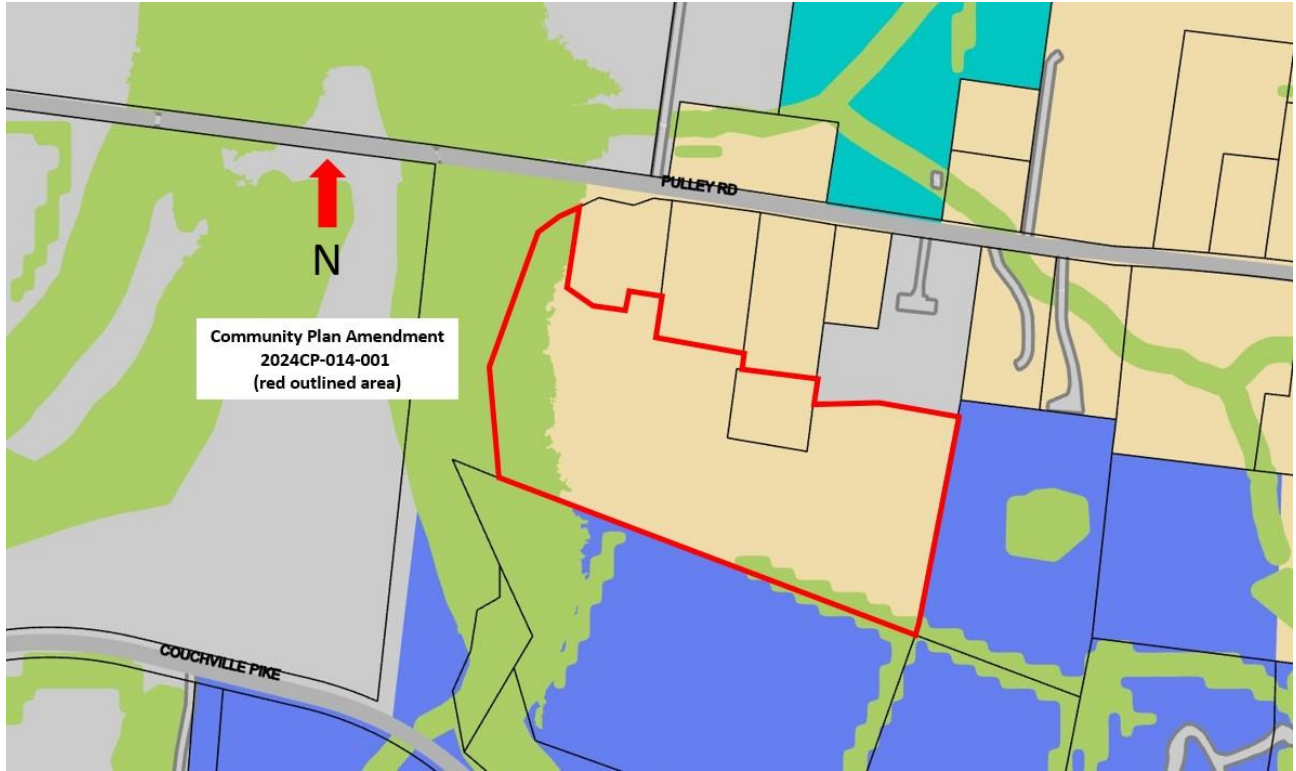 PULLEY RD
N
Community Plan Amendment
2024CP-014-001
(red outlined area)
COUCHVILLE PIKE